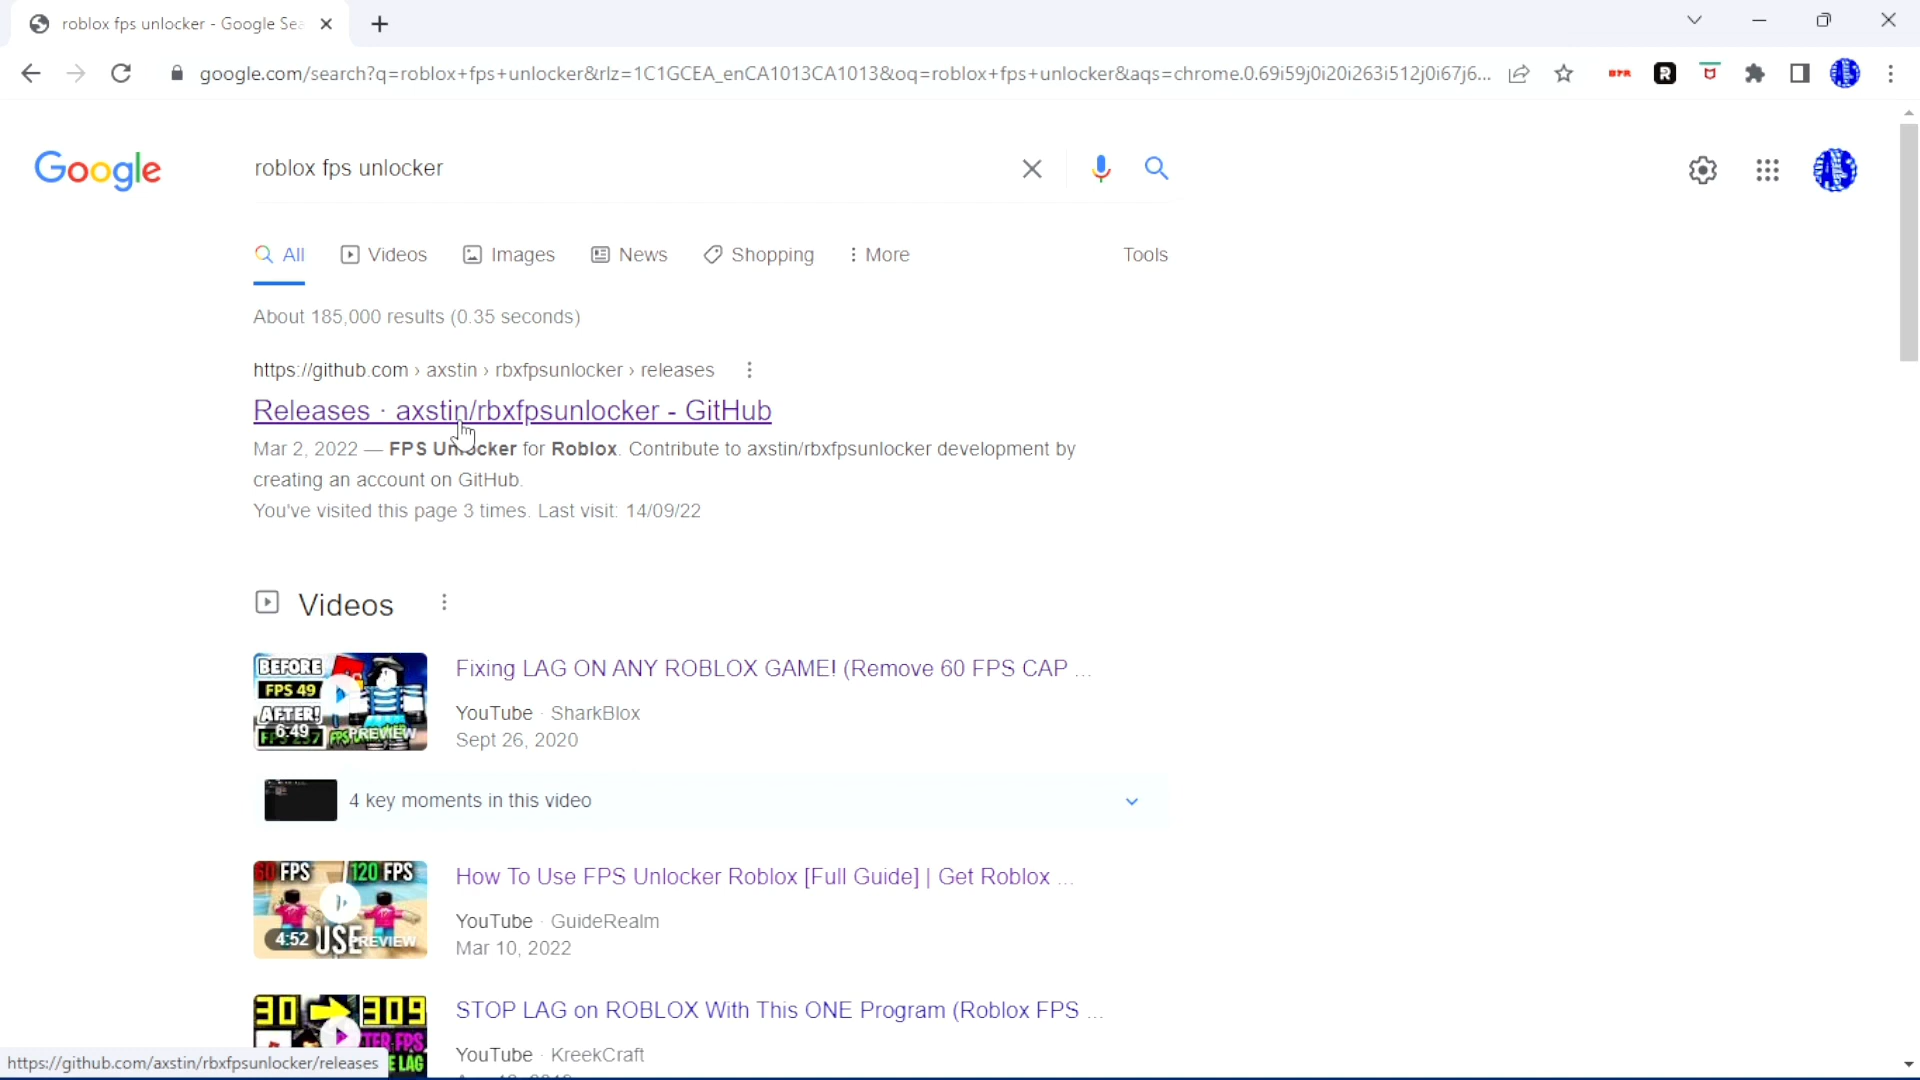 roblox fps unlocker - Google Sea
google.com/search?q=roblox+fps+unlocker&rlz=1C1GCEA_enCA1013CA1013&oq=roblox+fps+unlocker&aqs=chrome.0.69i59j0i20i263i512j0i67j6...
Google
roblox fps unlocker
All Videos Images News Shopping More Tools
About 185,000 results (0.35 seconds)
https://github.com › axstin › rbxfpsunlocker › releases
Releases · axstin/rbxfpsunlocker - GitHub
Mar 2, 2022 — FPS Unlocker for Roblox. Contribute to axstin/rbxfpsunlocker development by
creating an account on GitHub.
You've visited this page 3 times. Last visit: 14/09/22
Videos
BEFORE
FPS 49
AFTER!
6:49
PREVIEW
Fixing LAG ON ANY ROBLOX GAME! (Remove 60 FPS CAP ...
YouTube · SharkBlox
Sept 26, 2020
4 key moments in this video
60 FPS 120 FPS
4:52
USE
PREVIEW
How To Use FPS Unlocker Roblox [Full Guide] | Get Roblox ...
YouTube · GuideRealm
Mar 10, 2022
30 309
STOP LAG on ROBLOX With This ONE Program (Roblox FPS ...
YouTube · KreekCraft
LAG
https://github.com/axstin/rbxfpsunlocker/releases